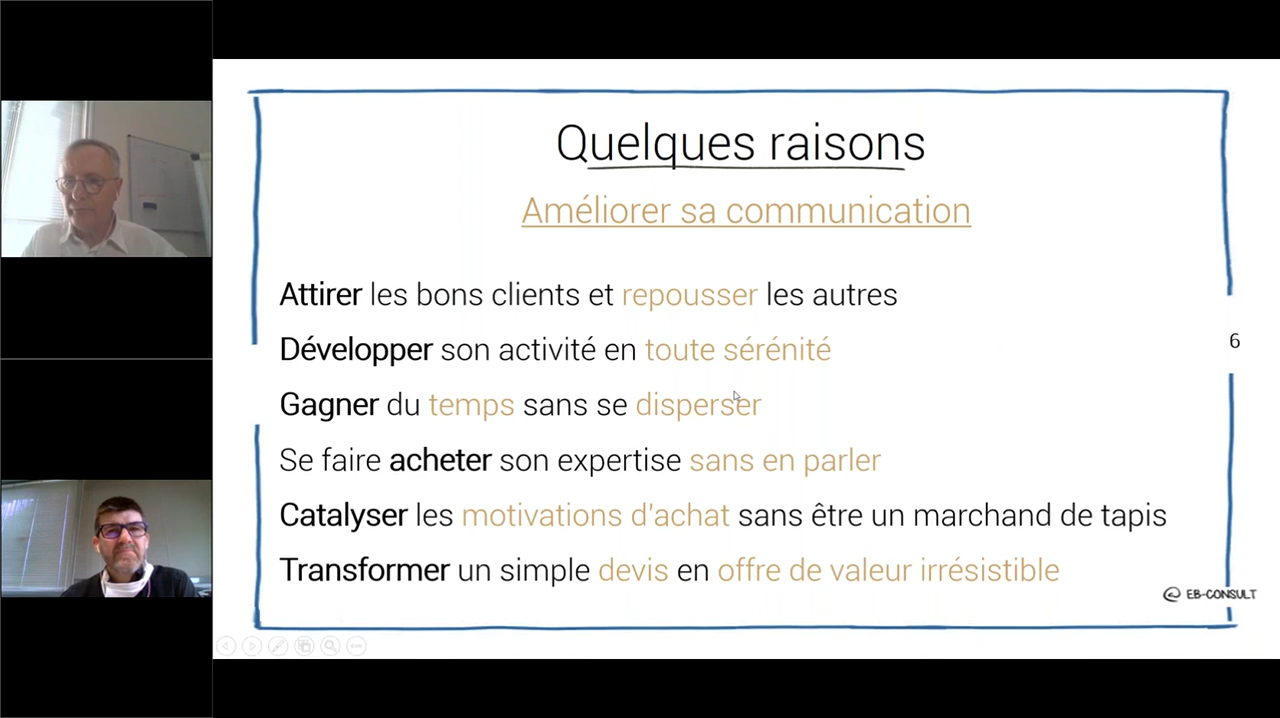 Quelques raisons
Améliorer sa communication
Attirer les bons clients et repousser les autres
Développer son activité en toute sérénité
Gagner du temps sans se disperser
Se faire acheter son expertise sans en parler
Catalyser les motivations d'achat sans être un marchand de tapis
Transformer un simple devis en offre de valeur irrésistible
6
@ EB-CONSULT